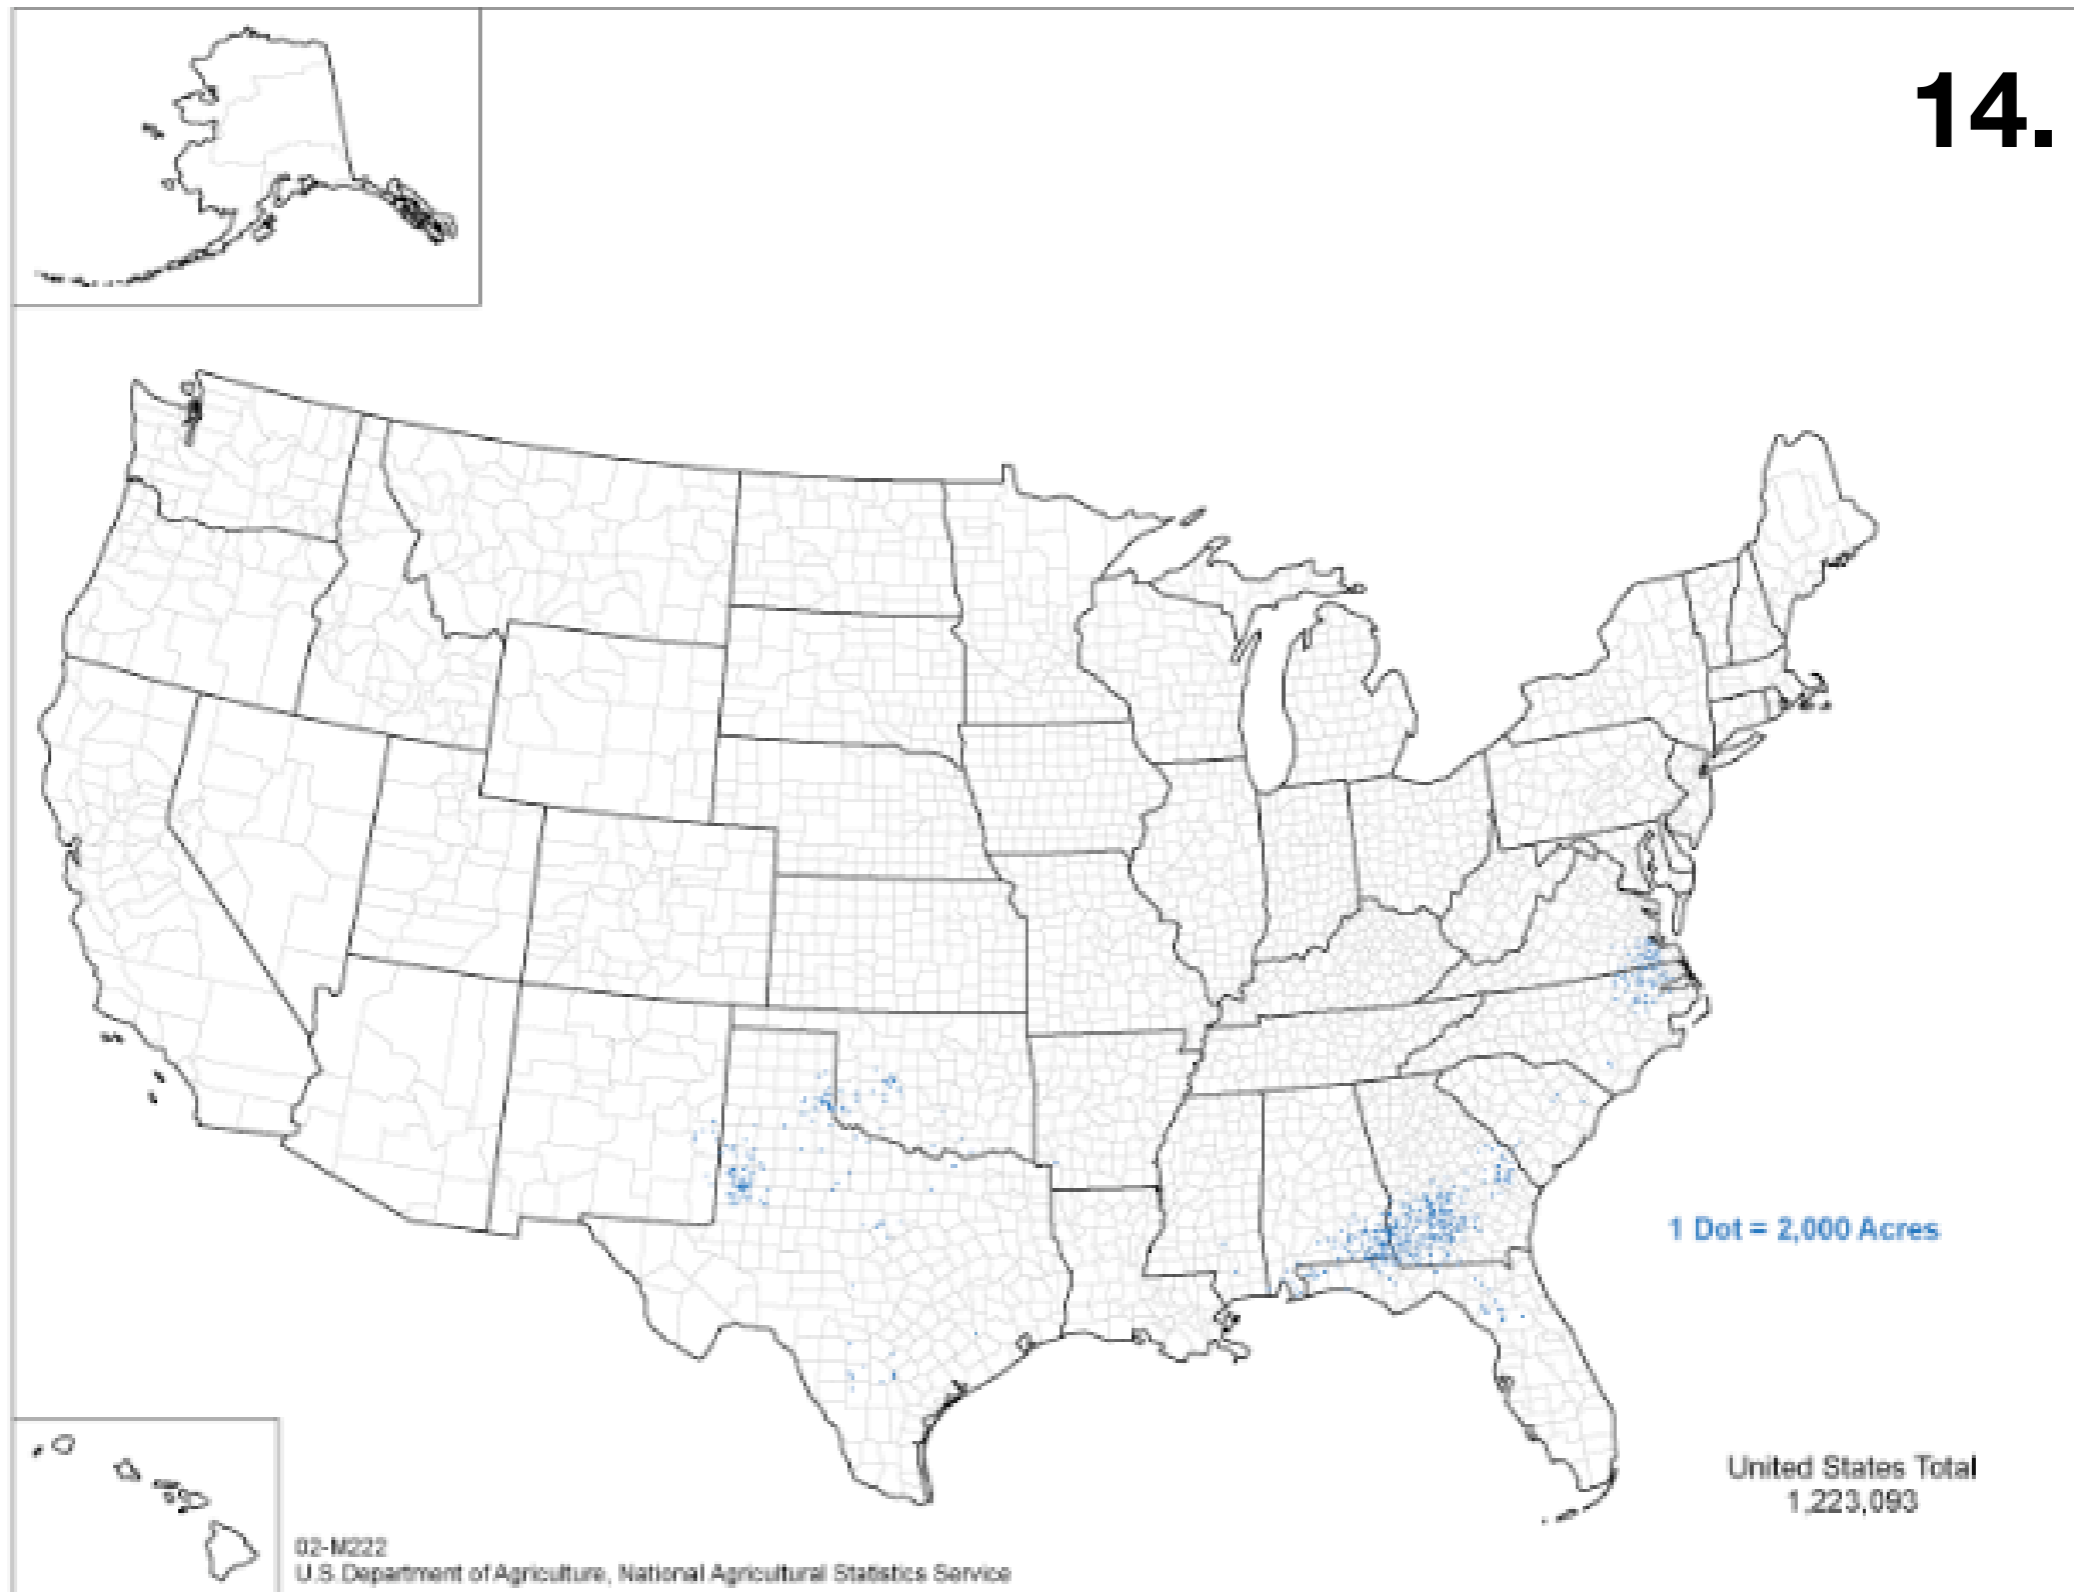 14.
1 Dot = 2,000 Acres
United States Total
1,223,093
02-M222
U.S.Department of Agriculture, National Agricultural Statistics Service